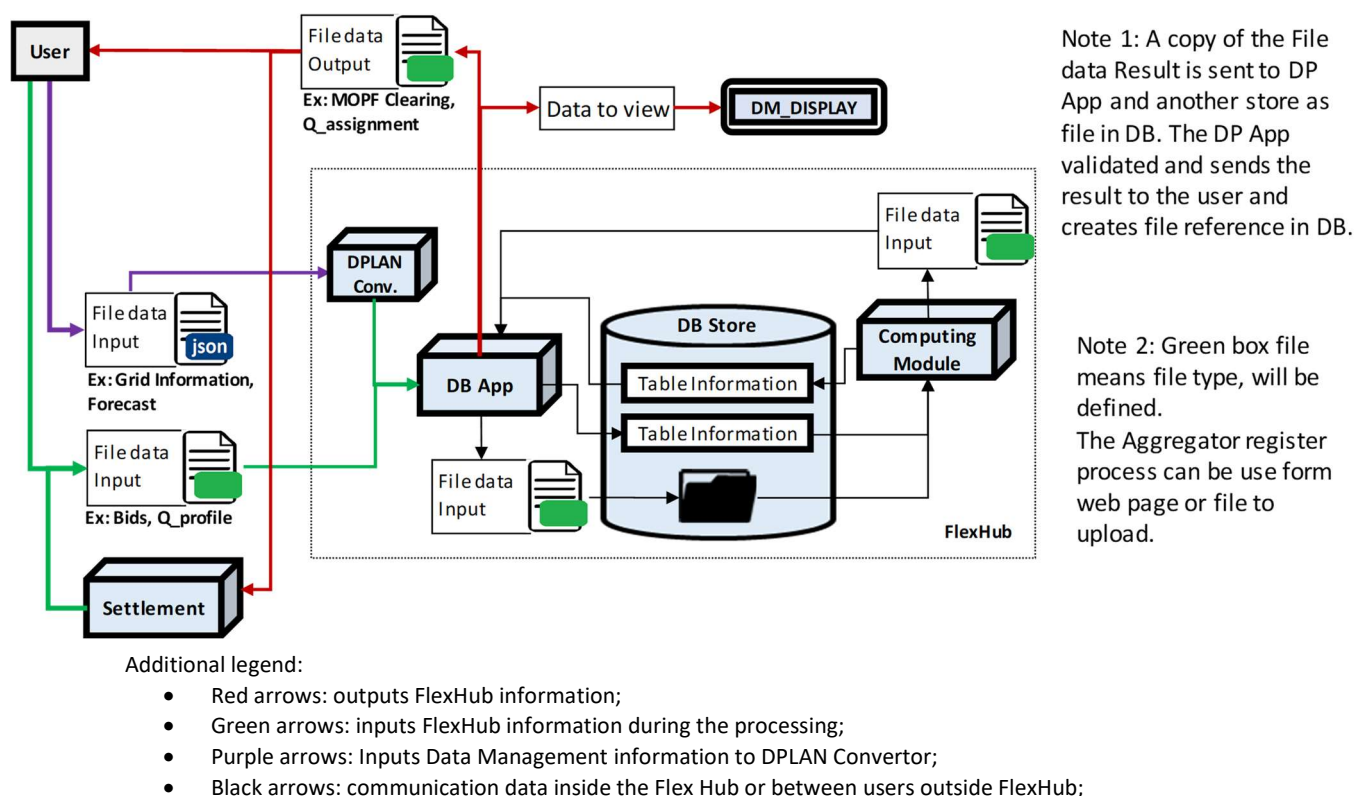 User
File data
Output
Ex: MOPF Clearing,
Q_assignment
Data to view
DM_DISPLAY
Note 1: A copy of the File
data Result is sent to DP
App and another store as
file in DB. The DP App
validated and sends the
result to the user and
creates file reference in DB.
File data
Input
DPLAN
Conv.
File data
Input
json
Ex: Grid Information,
Forecast
DB App
DB Store
Table Information
Table Information
Computing
Module
Note 2: Green box file
means file type, will be
defined.
The Aggregator register
process can be use form
web page or file to
upload.
File data
Input
Ex: Bids, Q_profile
File data
Input
FlexHub
Settlement
Additional legend:
• Red arrows: outputs FlexHub information;
• Green arrows: inputs FlexHub information during the processing;
• Purple arrows: Inputs Data Management information to DPLAN Convertor;
• Black arrows: communication data inside the Flex Hub or between users outside FlexHub;